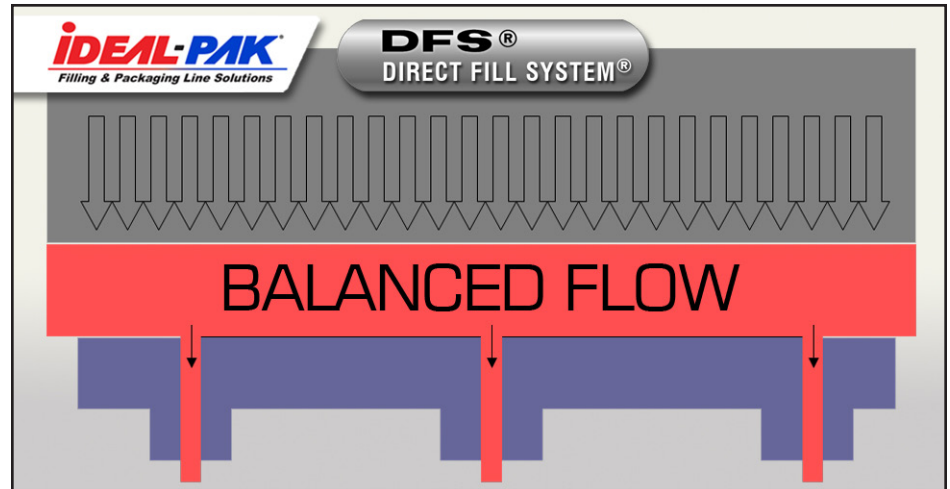 iDEAL-PAK
Filling & Packaging Line Solutions
DFS®
DIRECT FILL SYSTEM®
BALANCED FLOW